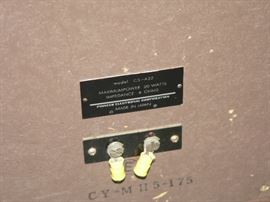 model CS-A22
MAXIMUM POWER 20 WATTS
IMPEDANCE 8 OHMS
PIONEER ELECTRONIC CORPORATION
MADE IN JAPAN
CY-M II 5-175